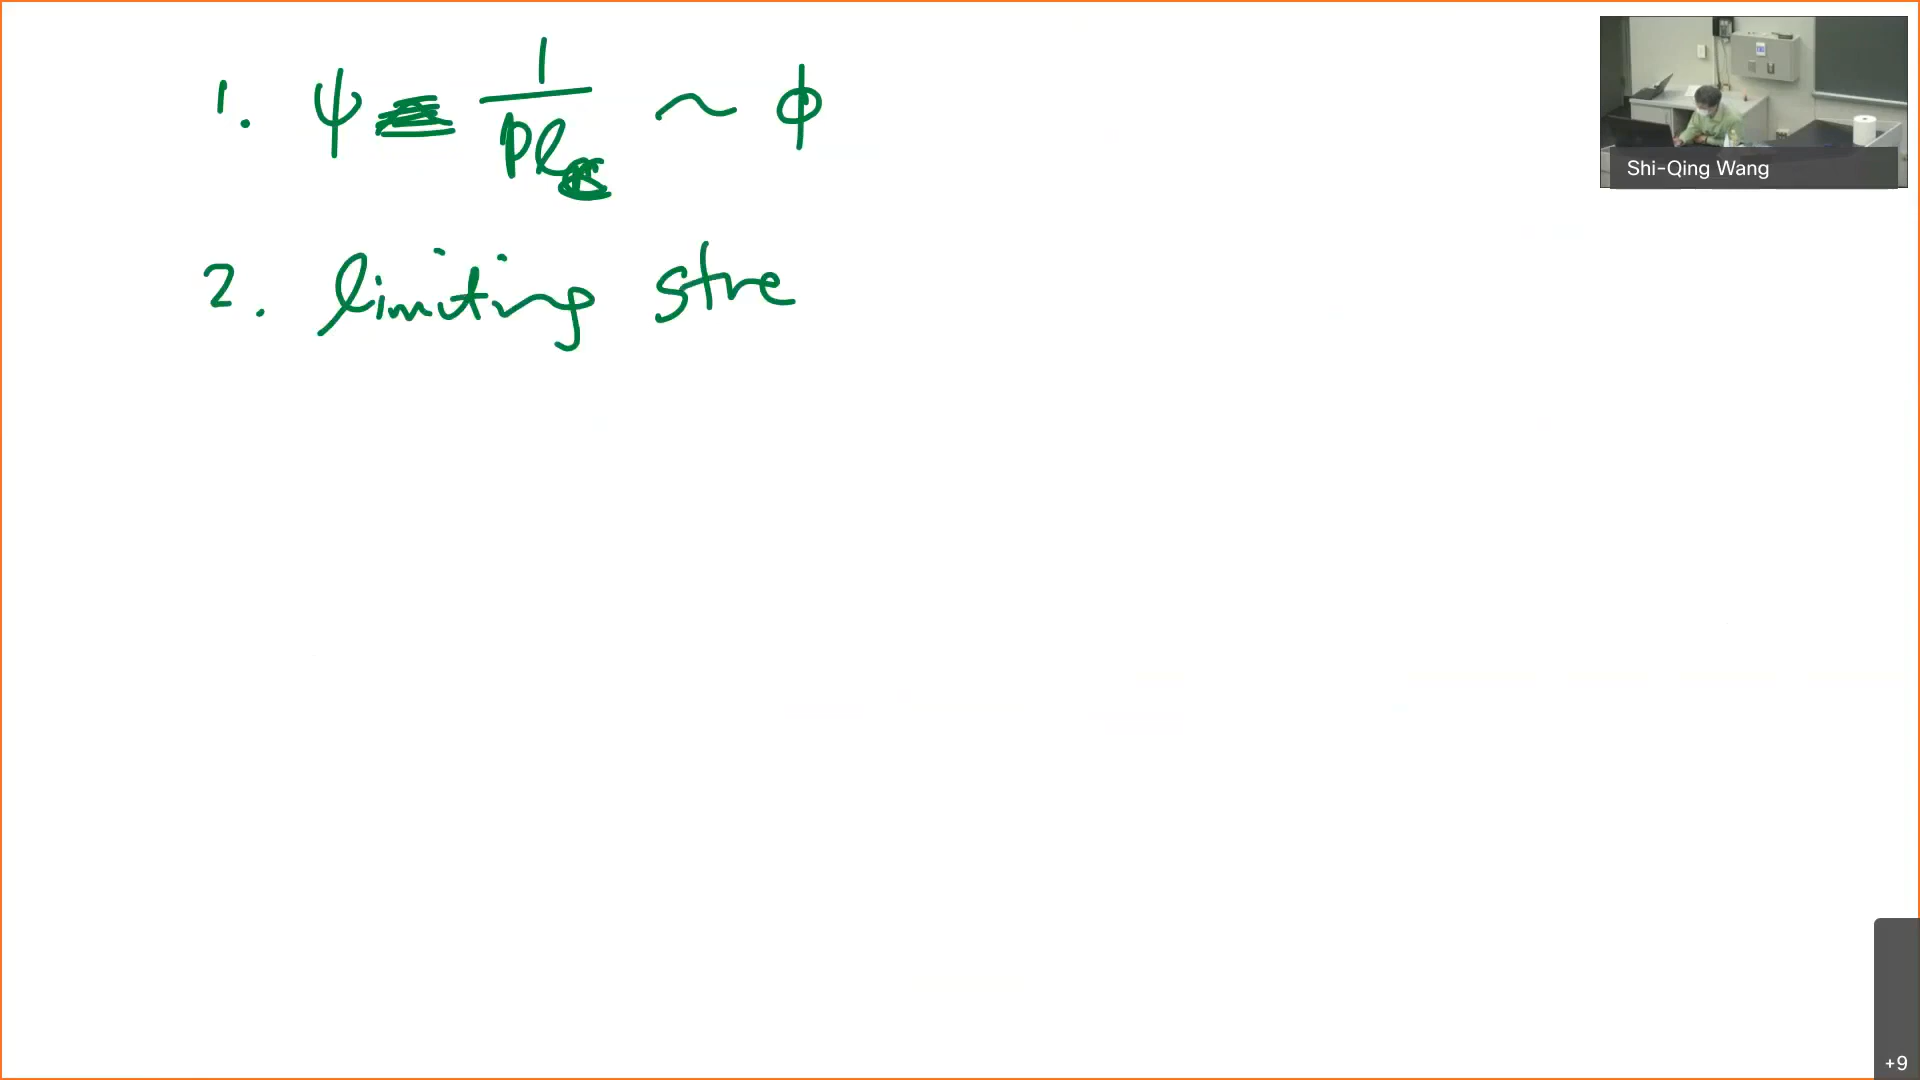 1. ψ 1/pl ~ ϕ
Shi-Qing Wang
2. limiting stre
+9